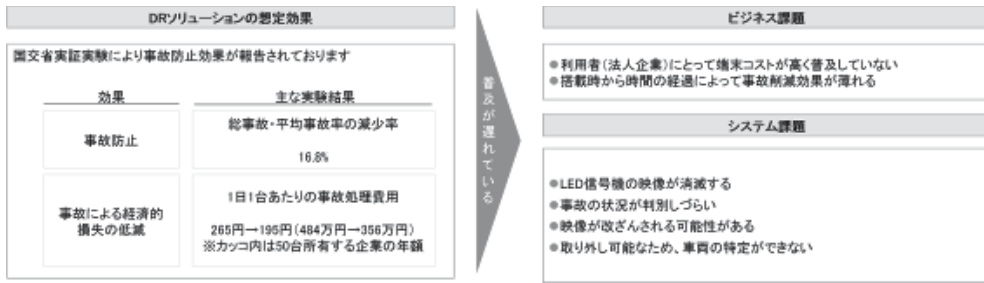 DRソリューションの想定効果
国交省実証実験により事故防止効果が報告されております
効果
主な実験結果
事故防止
総事故・平均事故率の減少率
16.8%
事故による経済的
損失の低減
1日1台あたりの事故処理費用
265円→195円(484万円→356万円)
※カッコ内は50台所有する企業の年額
普及が遅れている
ビジネス課題
●利用者(法人企業)にとって端末コストが高く普及していない
●搭載時から時間の経過によって事故削減効果が薄れる
システム課題
●LED信号機の映像が消滅する
●事故の状況が判別しづらい
●映像が改ざんされる可能性がある
●取り外し可能なため、車両の特定ができない